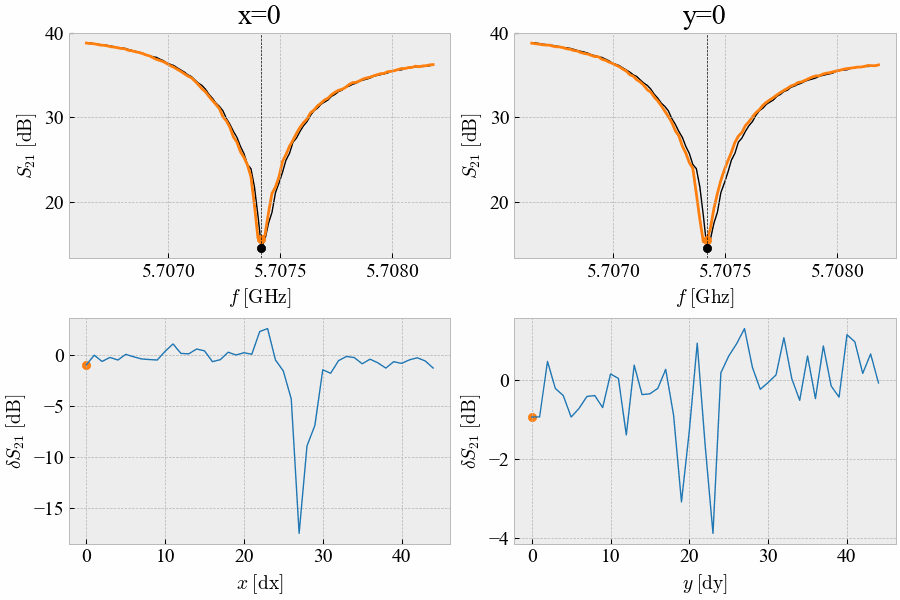 x=0
y=0
40
30
20
S21 [dB]
5.7070 5.7075 5.7080
f [GHz]
40
30
20
S21 [dB]
5.7070 5.7075 5.7080
f [Ghz]
0
−5
−10
−15
δS21 [dB]
0 10 20 30 40
x [dx]
0
−2
−4
δS21 [dB]
0 10 20 30 40
y [dy]